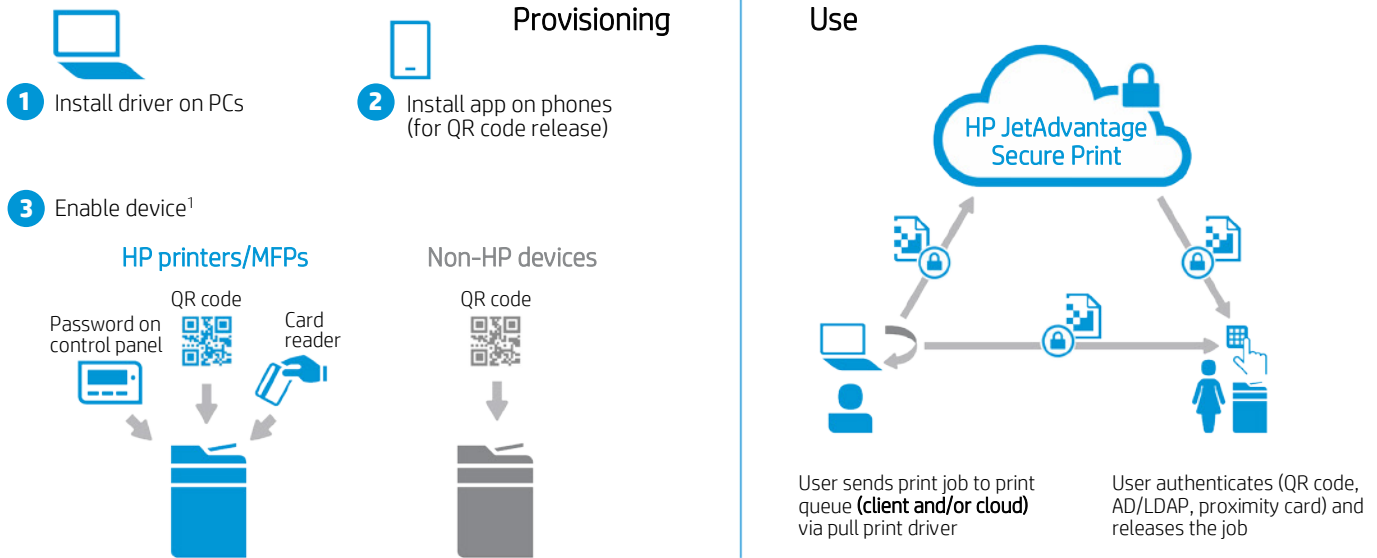 Provisioning
1 Install driver on PCs
2 Install app on phones
(for QR code release)
3 Enable device¹
HP printers/MFPs
QR code
Password on
control panel
Card
reader
Non-HP devices
QR code
Use
HP JetAdvantage
Secure Print
User sends print job to print
queue (client and/or cloud)
via pull print driver
User authenticates (QR code,
AD/LDAP, proximity card) and
releases the job